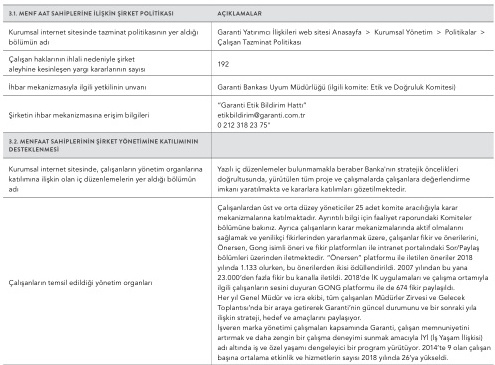 3.1. MENFAAT SAHİPLERİNE İLİŞKİN ŞİRKET POLİTİKASI
AÇIKLAMALAR
Kurumsal internet sitesinde tazminat politikasının yer aldığı
bölümün adı
Garanti Yatırımcı İlişkileri web sitesi Anasayfa > Kurumsal Yönetim > Politikalar >
Çalışan Tazminat Politikası
Çalışan haklarının ihlali nedeniyle şirket
aleyhine kesinleşen yargı kararlarının sayısı
192
İhbar mekanizmasıyla ilgili yetkilinin unvanı
Garanti Bankası Uyum Müdürlüğü (ilgili komite: Etik ve Doğruluk Komitesi)
Şirketin ihbar mekanizmasına erişim bilgileri
"Garanti Etik Bildirim Hattı"
etikbildirim@garanti.com.tr
0 212 318 23 75"
3.2. MENFAAT SAHİPLERİNİN ŞİRKET YÖNETİMİNE KATILIMININ
DESTEKLENMESİ
Kurumsal internet sitesinde, çalışanların yönetim organlarına
katılımına ilişkin olan iç düzenlemelerin yer aldığı bölümün
adı
Yazılı iç düzenlemeler bulunmamakla beraber Banka'nın stratejik öncelikleri
doğrultusunda, yürütülen tüm proje ve çalışmalarda çalışanlara değerlendirme
imkanı yaratılmakta ve kararlara katılımları gözetilmektedir.
Çalışanların temsil edildiği yönetim organları
Çalışanlardan üst ve orta düzey yöneticiler 25 adet komite aracılığıyla karar
mekanizmalarına katılmaktadır. Ayrıntılı bilgi için faaliyet raporundaki Komiteler
bölümüne bakınız. Ayrıca çalışanların karar mekanizmalarında aktif olmalarını
sağlamak ve yenilikçi fikirlerinden yararlanmak üzere, çalışanlar fikir ve önerilerini,
Önersen, Gong isimli öneri ve fikir platformları ile intranet portalındaki Sor/Paylaş
bölümleri üzerinden iletmektedir. "Önersen" platformu ile iletilen öneriler 2018
yılında 1.133 olurken, bu önerilerden ikisi ödüllendirildi. 2007 yılından bu yana
23.000'den fazla fikir bu kanalla iletildi. 2018'de İK uygulamaları ve çalışma ortamıyla
ilgili çalışanların sesini duyuran GONG platformu ile de 674 fikir paylaşıldı.
Her yıl Genel Müdür ve icra ekibi, tüm çalışanları Müdürler Zirvesi ve Gelecek
Toplantısı'nda bir araya getirerek Garanti'nin güncel durumunu ve bir sonraki yıla
ilişkin strateji, hedef ve amaçlarını paylaşıyor.
İşveren marka yönetimi çalışmaları kapsamında Garanti, çalışan memnuniyetini
artırmak ve daha zengin bir çalışma deneyimi sunmak amacıyla İYİ (İş Yaşam İlişkisi)
adı altında iş ve özel yaşamı dengeleyici bir program yürütüyor. 2014'te 9 olan çalışan
başına ortalama etkinlik ve hizmetlerin sayısı 2018 yılında 26'ya yükseldi.